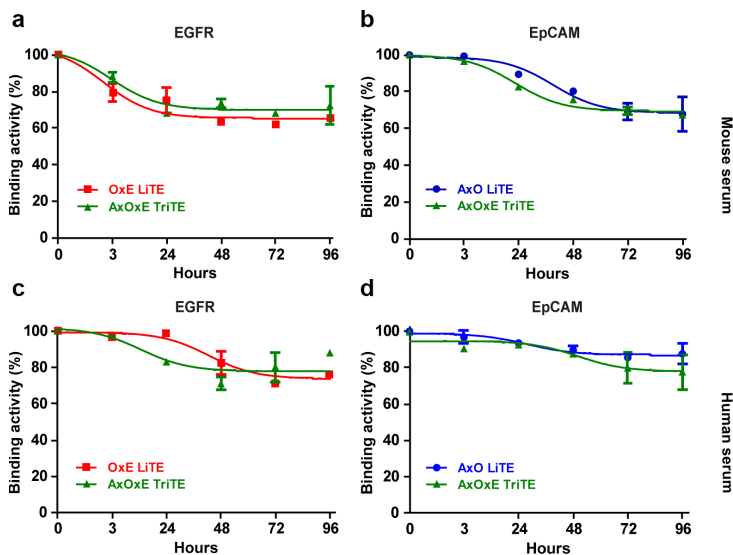 a
EGFR
Binding activity (%)
100
80
60
40
20
0
OxE LiTE
AxOxE TriTE
0 3 24 48 72 96
Hours
b
EpCAM
Binding activity (%)
100
80
60
40
20
0
AxO LiTE
AxOxE TriTE
0 3 24 48 72 96
Hours
Mouse serum
c
EGFR
Binding activity (%)
100
80
60
40
20
0
OxE LiTE
AxOxE TriTE
0 3 24 48 72 96
Hours
d
EpCAM
Binding activity (%)
100
80
60
40
20
0
AxO LiTE
AxOxE TriTE
0 3 24 48 72 96
Hours
Human serum